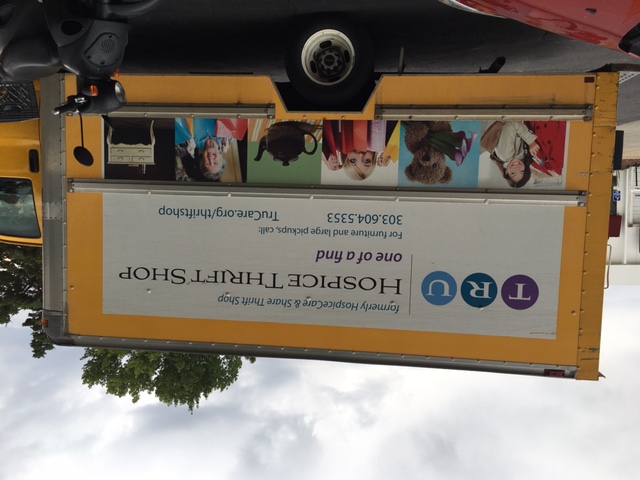 formerly HospiceCare & Share Thrift Shop
TRU
HOSPICE THRIFT SHOP
one of a find
For furniture and large pickups, call:
303.604.5353 TruCare.org/thriftshop